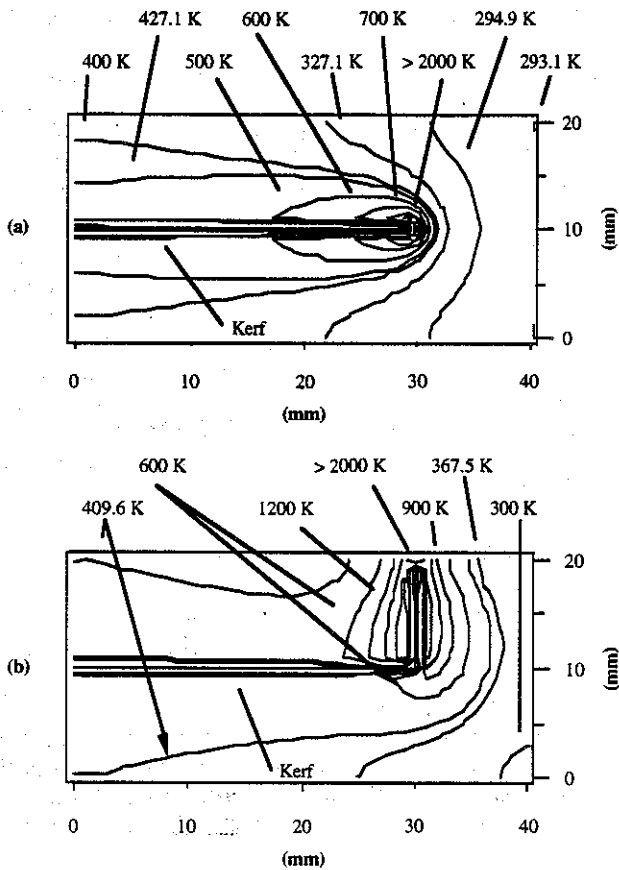 427.1 K 600 K 700 K 294.9 K
400 K 500 K 327.1 K > 2000 K 293.1 K
20
(a) 10 (mm)
Kerf
0
0 10 20 30 40
(mm)
600 K > 2000 K 367.5 K
409.6 K 1200 K 900 K 300 K
20
(b) 10 (mm)
Kerf
0
0 10 20 30 40
(mm)